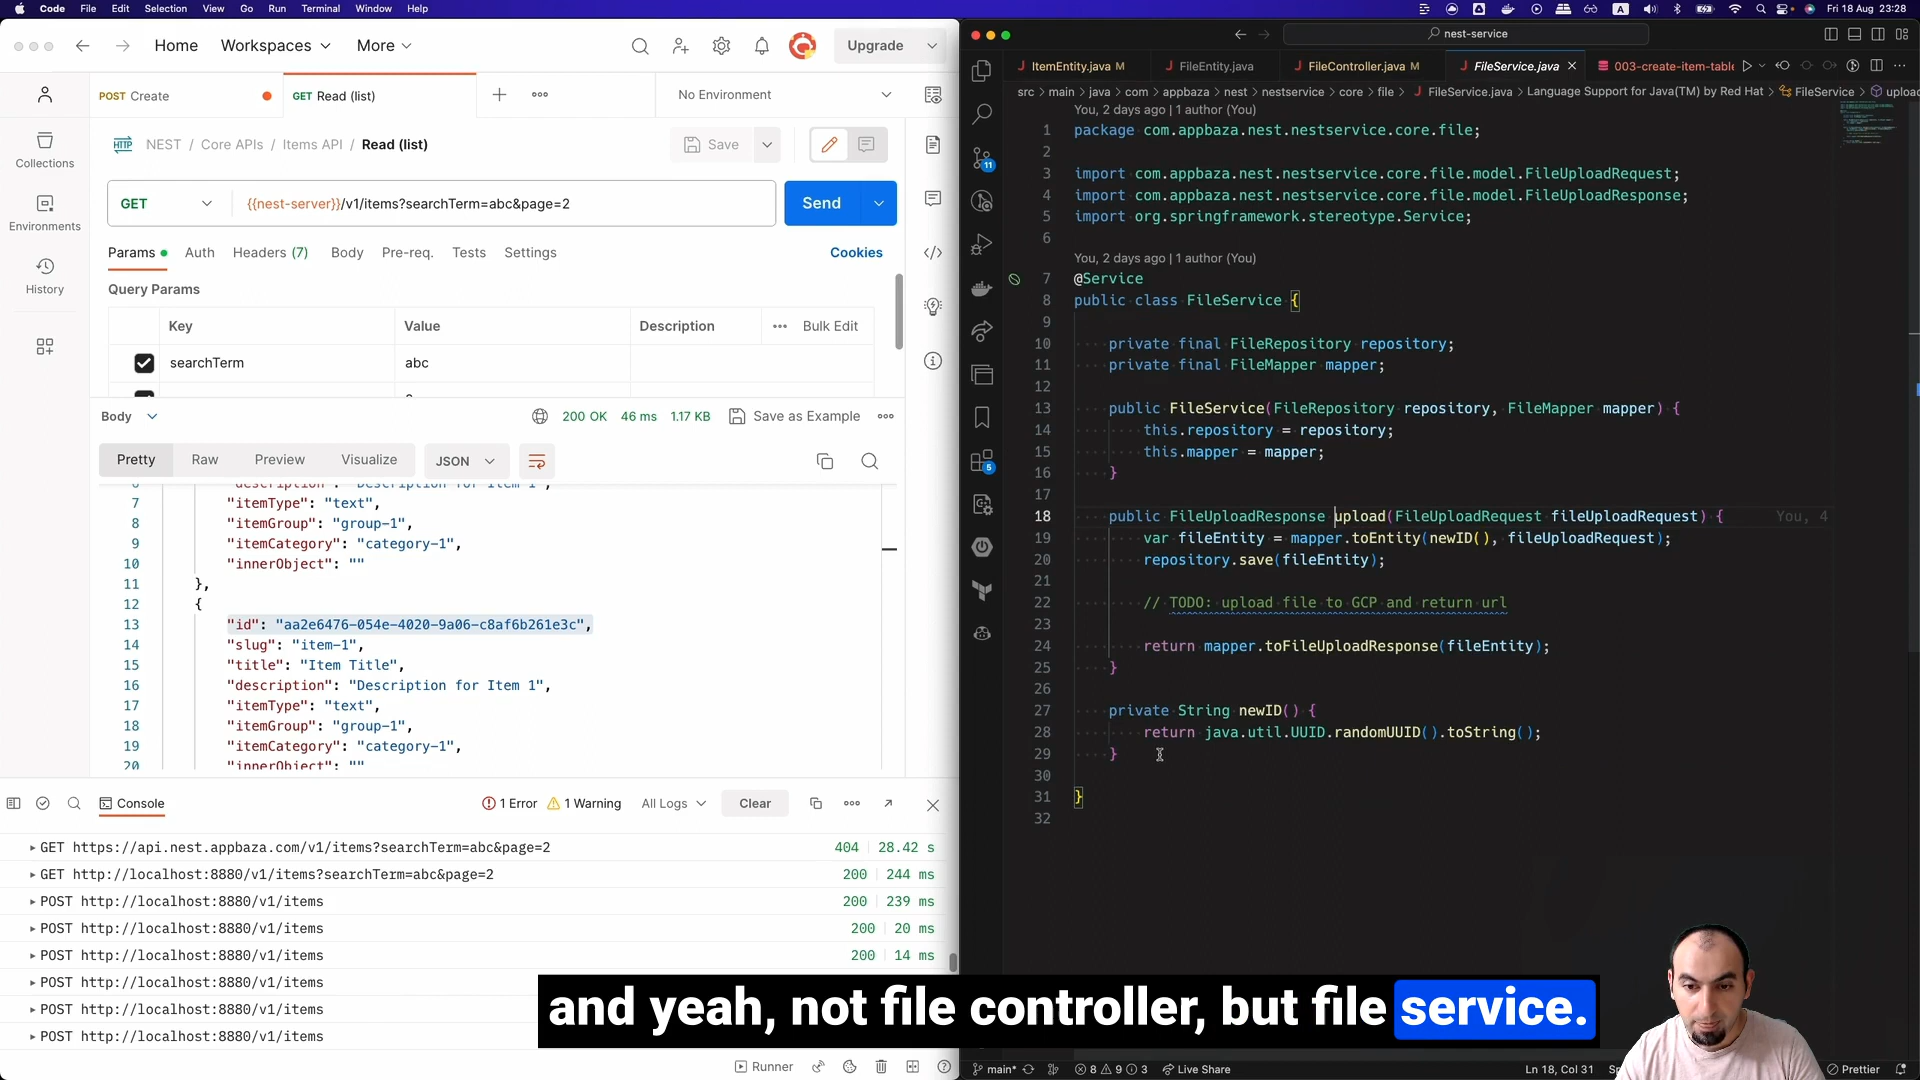 Code File Edit Selection View Go Run Terminal Window Help
Fri 18 Aug 23:28
Home Workspaces More
Upgrade
POST Create
GET Read (list)
No Environment
NEST / Core APIs / Items API / Read (list)
Save
GET {{nest-server}}/v1/items?searchTerm=abc&page=2
Send
Params Auth Headers (7) Body Pre-req. Tests Settings
Cookies
Query Params
Key Value Description Bulk Edit
searchTerm abc
Collections
Environments
History
Body
200 OK 46 ms 1.17 KB Save as Example
Pretty Raw Preview Visualize JSON
6 "description": "Description for Item 1",
7 "itemType": "text",
8 "itemGroup": "group-1",
9 "itemCategory": "category-1",
10 "innerObject": ""
11 },
12 {
13 "id": "aa2e6476-054e-4020-9a06-c8af6b261e3c",
14 "slug": "item-1",
15 "title": "Item Title",
16 "description": "Description for Item 1",
17 "itemType": "text",
18 "itemGroup": "group-1",
19 "itemCategory": "category-1",
20 "innerObject": ""
Console
1 Error 1 Warning All Logs Clear
GET https://api.nest.appbaza.com/v1/items?searchTerm=abc&page=2 404 28.42 s
GET http://localhost:8880/v1/items?searchTerm=abc&page=2 200 244 ms
POST http://localhost:8880/v1/items 200 239 ms
POST http://localhost:8880/v1/items 200 20 ms
POST http://localhost:8880/v1/items 200 14 ms
POST http://localhost:8880/v1/items
POST http://localhost:8880/v1/items
POST http://localhost:8880/v1/items
Runner
nest-service
ItemEntity.java M
FileEntity.java
FileController.java M
FileService.java
003-create-item-table
src > main > java > com > appbaza > nest > nestservice > core > file > FileService.java > Language Support for Java(TM) by Red Hat > FileService > upload
You, 2 days ago | 1 author (You)
1 package com.appbaza.nest.nestservice.core.file;
2
3 import com.appbaza.nest.nestservice.core.file.model.FileUploadRequest;
4 import com.appbaza.nest.nestservice.core.file.model.FileUploadResponse;
5 import org.springframework.stereotype.Service;
6
You, 2 days ago | 1 author (You)
7 @Service
8 public class FileService {
9
10 private final FileRepository repository;
11 private final FileMapper mapper;
12
13 public FileService(FileRepository repository, FileMapper mapper) {
14 this.repository = repository;
15 this.mapper = mapper;
16 }
17
18 public FileUploadResponse upload(FileUploadRequest fileUploadRequest) { You, 4
19 var fileEntity = mapper.toEntity(newID(), fileUploadRequest);
20 repository.save(fileEntity);
21
22 // TODO: upload file to GCP and return url
23
24 return mapper.toFileUploadResponse(fileEntity);
25 }
26
27 private String newID() {
28 return java.util.UUID.randomUUID().toString();
29 }
30
31 }
32
11
5
and yeah, not file controller, but file service.
main* 8 9 3 Live Share
Ln 18, Col 31
Prettier